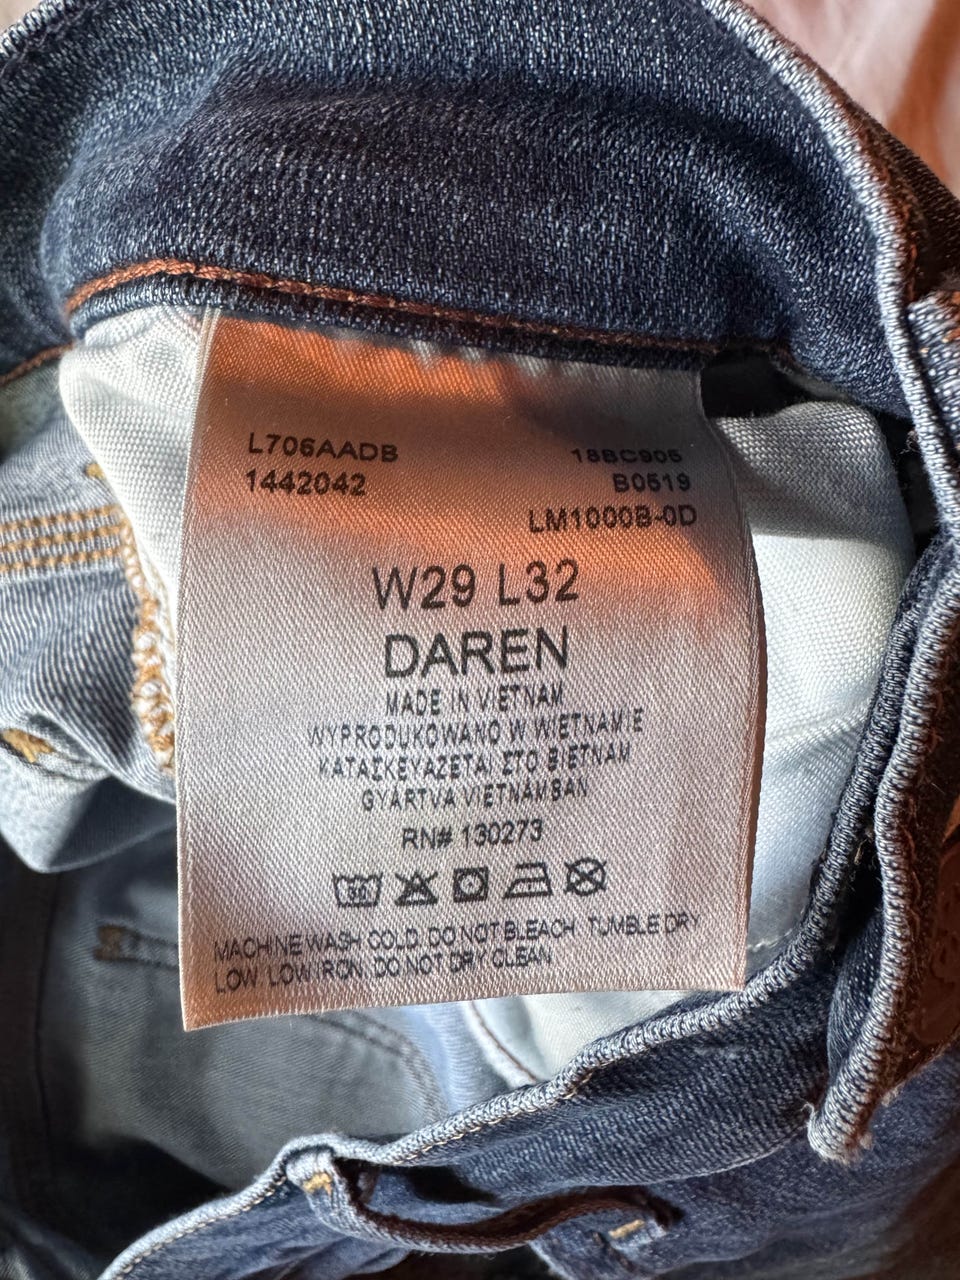 L706AADB
1442042
18BC905
B0519
LM1000B-0D
W29 L32
DAREN
MADE IN VIETNAM
WYPRODUKOWANO W WIETNAMIE
ΚΑΤΑΣΚΕΥΑΖΕΤΑΙ ΣΤΟ ΒΙΕΤΝΑΜ
GYÁRTVA VIETNAMBAN
RN# 130273
30
MACHINE WASH COLD DO NOT BLEACH TUMBLE DRY
LOW LOW IRON DO NOT DRY CLEAN